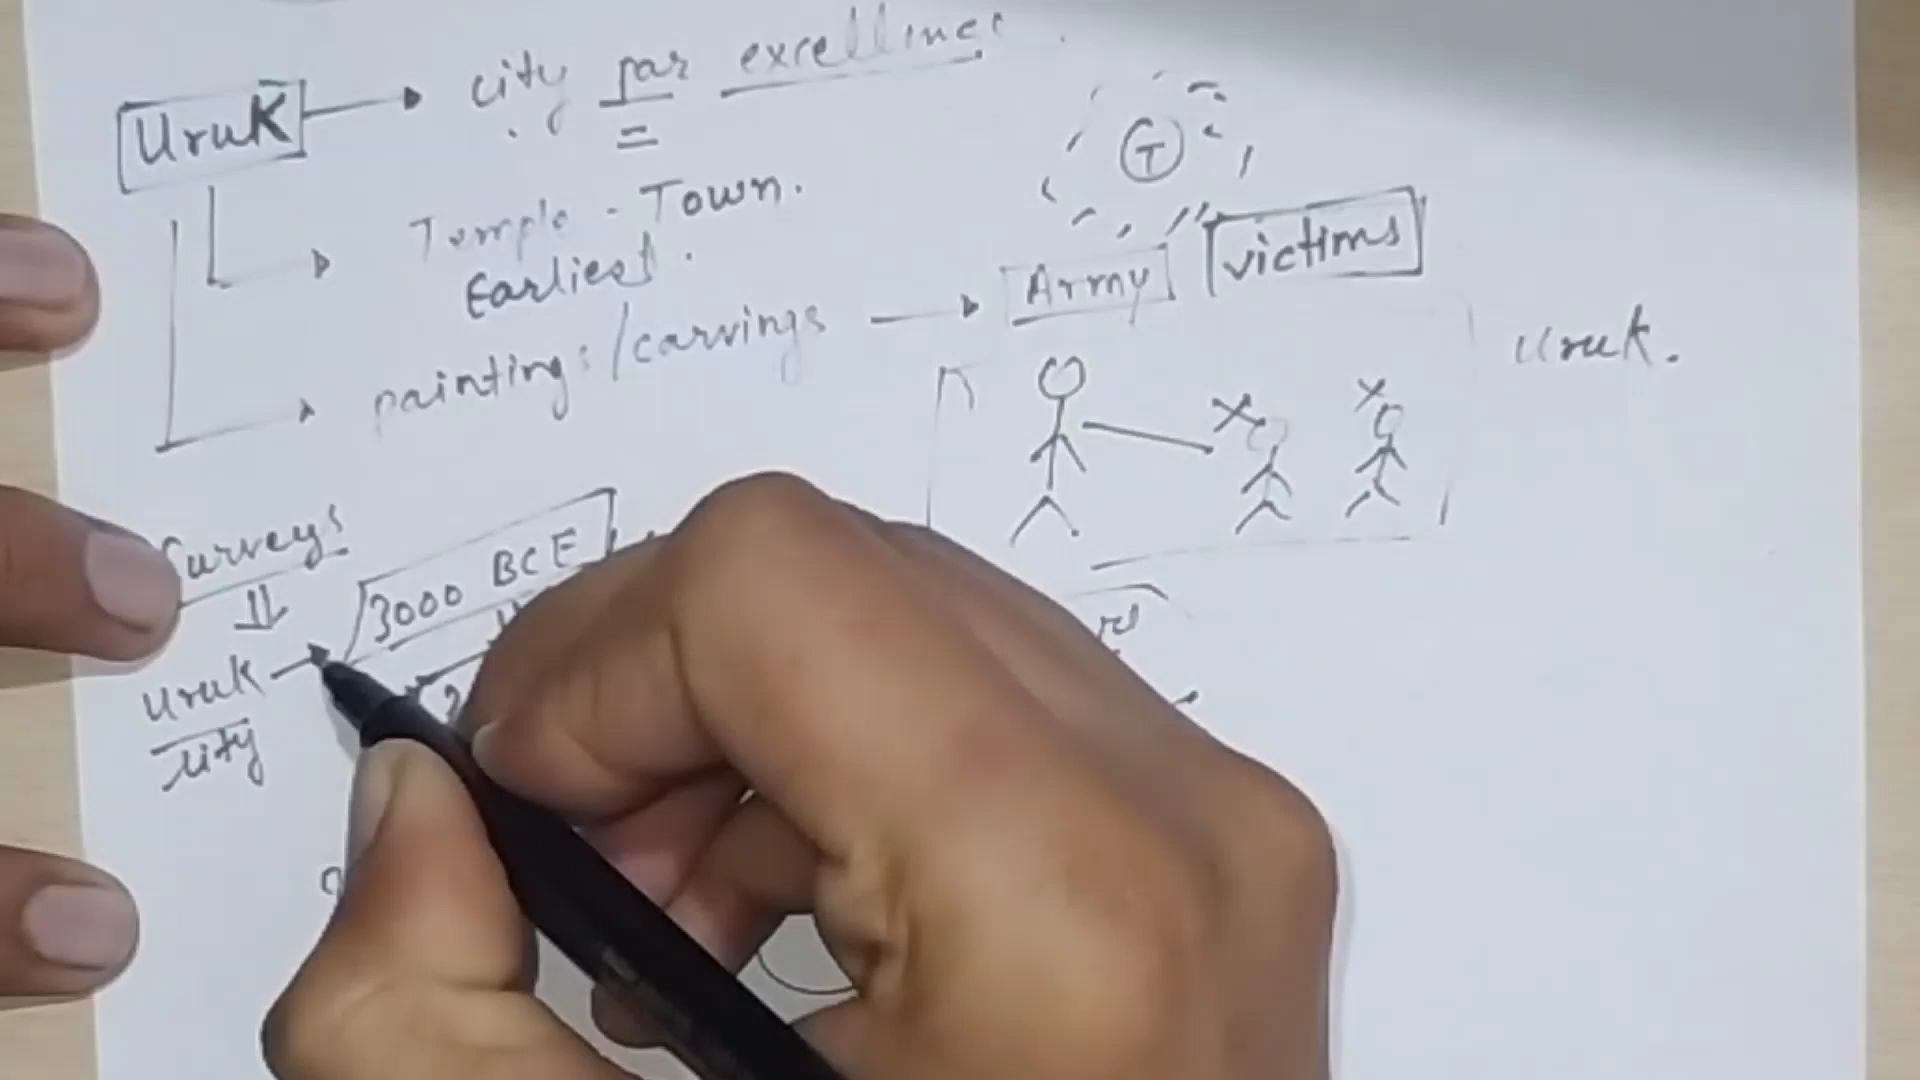 Uruk → city par excellence.
Temple-Town.
Earliest.
T
paintings/carvings → Army victims
Uruk.
Surveys
3000 BCE
Uruk →
city